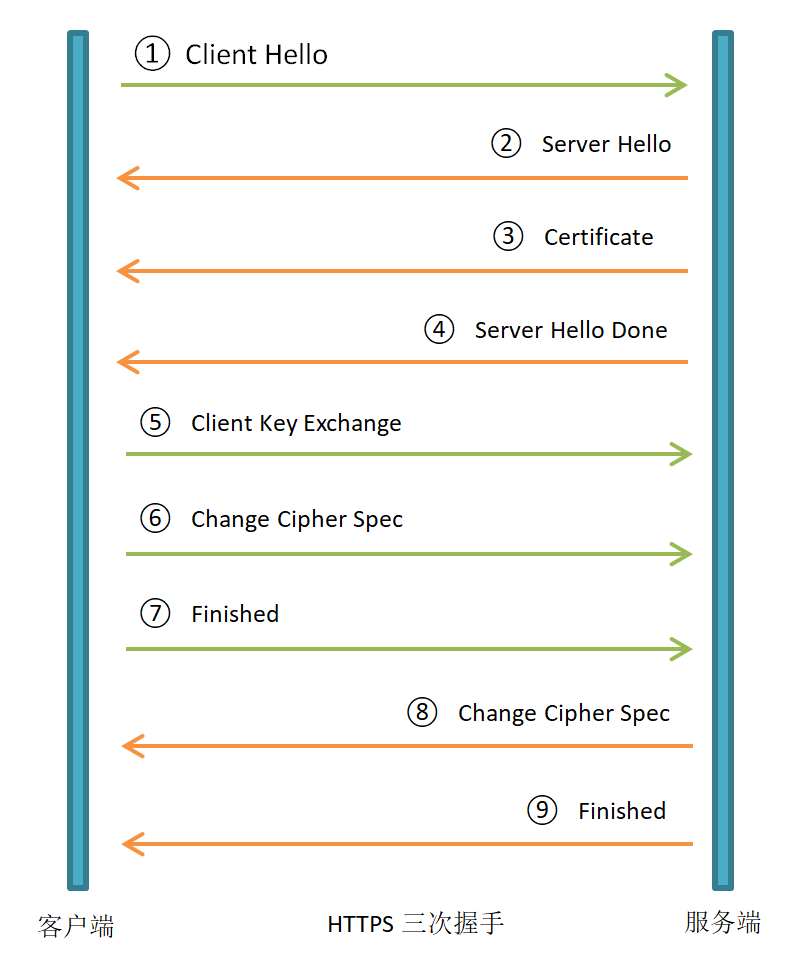 ① Client Hello
② Server Hello
③ Certificate
④ Server Hello Done
⑤ Client Key Exchange
⑥ Change Cipher Spec
⑦ Finished
⑧ Change Cipher Spec
⑨ Finished
客户端 HTTPS 三次握手 服务端